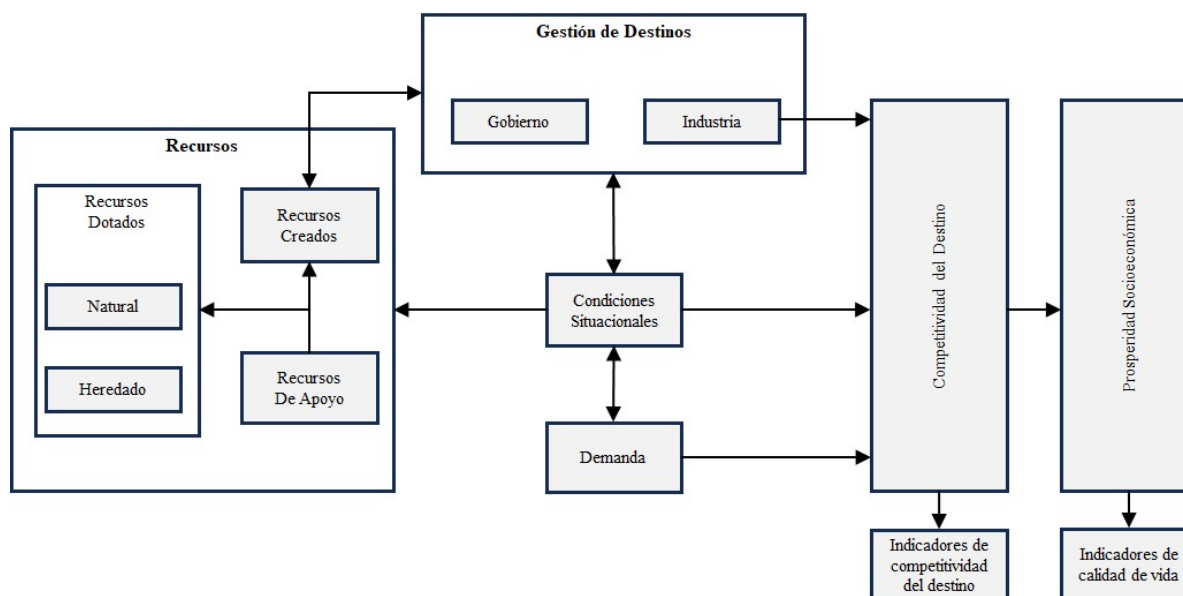 Gestión de Destinos
Gobierno
Industria
Recursos
Recursos
Dotados
Natural
Heredado
Recursos
Creados
Recursos
De Apoyo
Condiciones
Situacionales
Demanda
Competitividad del Destino
Prosperidad Socioeconómica
Indicadores de
competitividad
del destino
Indicadores de
calidad de vida